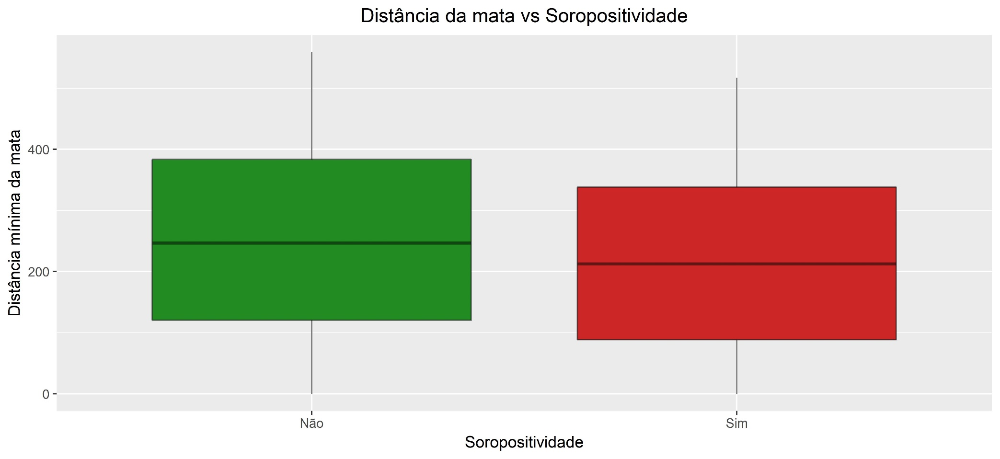 Distância da mata vs Soropositividade
Distância mínima da mata
400
200
0
Não
Sim
Soropositividade